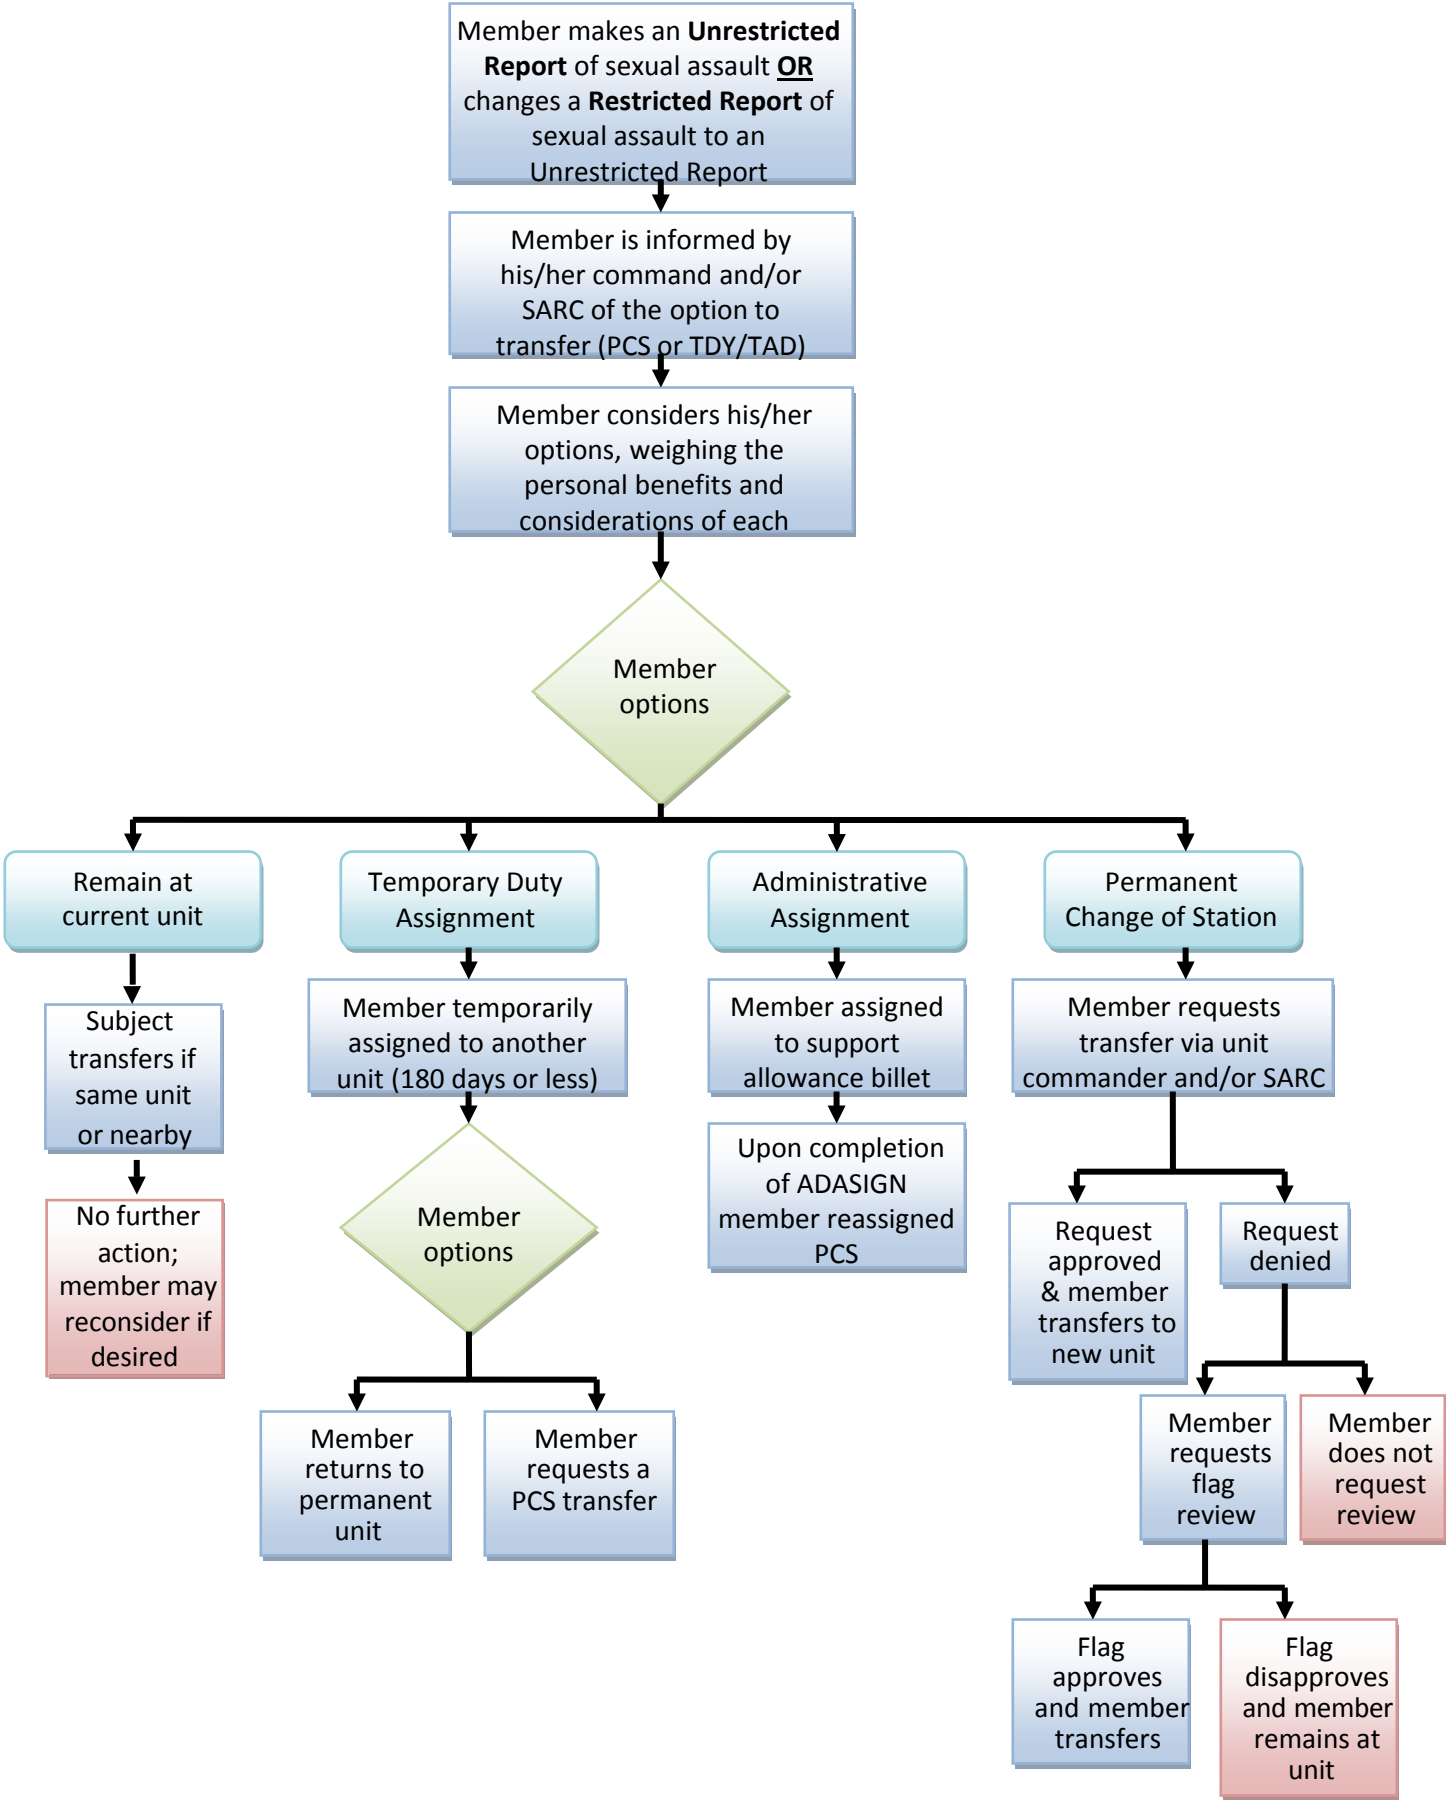 Member makes an Unrestricted
Report of sexual assault OR
changes a Restricted Report of
sexual assault to an
Unrestricted Report
Member is informed by
his/her command and/or
SARC of the option to
transfer (PCS or TDY/TAD)
Member considers his/her
options, weighing the
personal benefits and
considerations of each
Member
options
Remain at
current unit
Temporary Duty
Assignment
Administrative
Assignment
Permanent
Change of Station
Subject
transfers if
same unit
or nearby
Member temporarily
assigned to another
unit (180 days or less)
Member assigned
to support
allowance billet
Member requests
transfer via unit
commander and/or SARC
No further
action;
member may
reconsider if
desired
Member
options
Upon completion
of ADASIGN
member reassigned
PCS
Request
approved
& member
transfers to
new unit
Request
denied
Member
returns to
permanent
unit
Member
requests a
PCS transfer
Member
requests
flag
review
Member
does not
request
review
Flag
approves
and member
transfers
Flag
disapproves
and member
remains at
unit